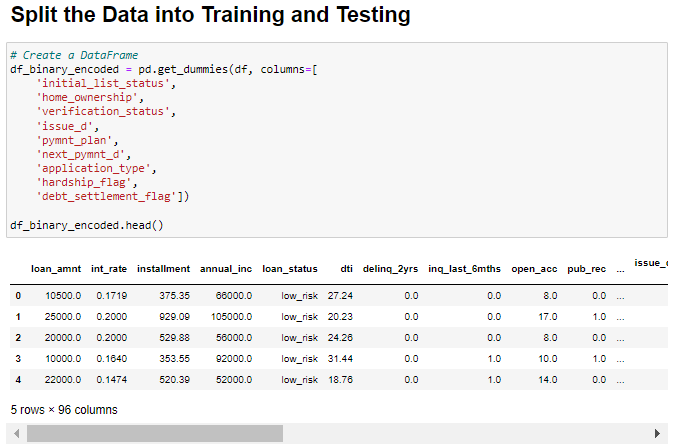 Split the Data into Training and Testing
# Create a DataFrame
df_binary_encoded = pd.get_dummies(df, columns=[
'initial_list_status',
'home_ownership',
'verification_status',
'issue_d',
'pymnt_plan',
'next_pymnt_d',
'application_type',
'hardship_flag',
'debt_settlement_flag'])
df_binary_encoded.head()
loan_amnt int_rate installment annual_inc loan_status dti delinq_2yrs inq_last_6mths open_acc pub_rec ... issue_
0 10500.0 0.1719 375.35 66000.0 low_risk 27.24 0.0 0.0 8.0 0.0 ...
1 25000.0 0.2000 929.09 105000.0 low_risk 20.23 0.0 0.0 17.0 1.0 ...
2 20000.0 0.2000 529.88 56000.0 low_risk 24.26 0.0 0.0 8.0 0.0 ...
3 10000.0 0.1640 353.55 92000.0 low_risk 31.44 0.0 1.0 10.0 1.0 ...
4 22000.0 0.1474 520.39 52000.0 low_risk 18.76 0.0 1.0 14.0 0.0 ...
5 rows × 96 columns